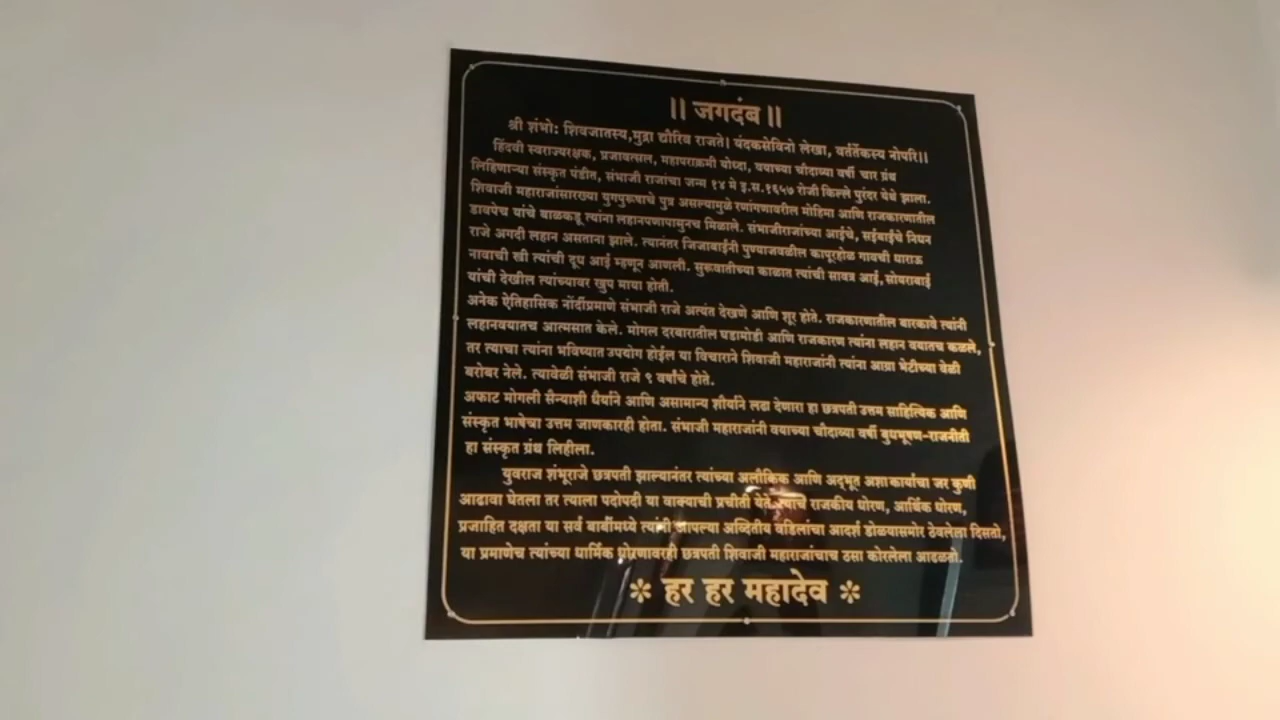 || जगदंब ||
श्री शंभो: शिवजातस्य,मुद्रा द्यौरिव राजते| यंदकसेविनो लेखा, वर्ततेकस्य नोपरि||
हिंदवी स्वराज्यरक्षक, प्रजावत्सल, महापराक्रमी योध्दा, वयाच्या चौदाव्या वर्षी चार ग्रंथ
लिहिणाऱ्या संस्कृत पंडीत, संभाजी राजांचा जन्म १४ मे इ.स.१६५७ रोजी किल्ले पुरंदर येथे झाला.
शिवाजी महाराजांसारख्या युगपुरूषाचे पुत्र असल्यामुळे रणांगणावरील मोहिमा आणि राजकारणातील
डावपेच यांचे बाळकडू त्यांना लहानपणापासुनच मिळाले. संभाजीराजांच्या आईचे, सईबाईचे निधन
राजे अगदी लहान असताना झाले. त्यानंतर जिजाबाईनी पुण्याजवळील कापूरहोळ गावची धाराऊ
नावाची स्त्री त्यांची दूध आई म्हणून आणली. सुरूवातीच्या काळात त्यांची सावत्र आई,सोयराबाई
यांची देखील त्यांच्यावर खुप माया होती.
अनेक ऐतिहासिक नोंदींप्रमाणे संभाजी राजे अत्यंत देखणे आणि शूर होते. राजकारणातील बारकावे त्यांनी
लहानवयातच आत्मसात केले. मोगल दरबारातील घडामोडी आणि राजकारण त्यांना लहान वयातच कळले,
तर त्याचा त्यांना भविष्यात उपयोग होईल या विचाराने शिवाजी महाराजांनी त्यांना आग्रा भेटीच्या वेळी
बरोबर नेले. त्यावेळी संभाजी राजे ९ वर्षांचे होते.
अफाट मोगली सैन्याशी धैर्याने आणि असामान्य शौर्याने लढा देणारा हा छत्रपती उत्तम साहित्यिक आणि
संस्कृत भाषेचा उत्तम जाणकारही होता. संभाजी महाराजांनी वयाच्या चौदाव्या वर्षी बुधभूषण-राजनीती
हा संस्कृत ग्रंथ लिहीला.
युवराज शंभूराजे छत्रपती झाल्यानंतर त्यांच्या अलौकिक आणि अद्‌भूत अशा कार्याचा जर कुणी
आढावा घेतला तर त्याला पदोपदी या वाक्याची प्रचीती येते. त्यांचे राजकीय धोरण, आर्थिक धोरण,
प्रजाहित दक्षता या सर्व बाबींमध्ये त्यांनी आपल्या अव्दितीय वडिलांचा आदर्श डोळयासमोर ठेवलेला दिसतो,
या प्रमाणेच त्यांच्या धार्मिक धोरणावरही छत्रपती शिवाजी महाराजांचाच ठसा कोरलेला आढळतो.
हर हर महादेव